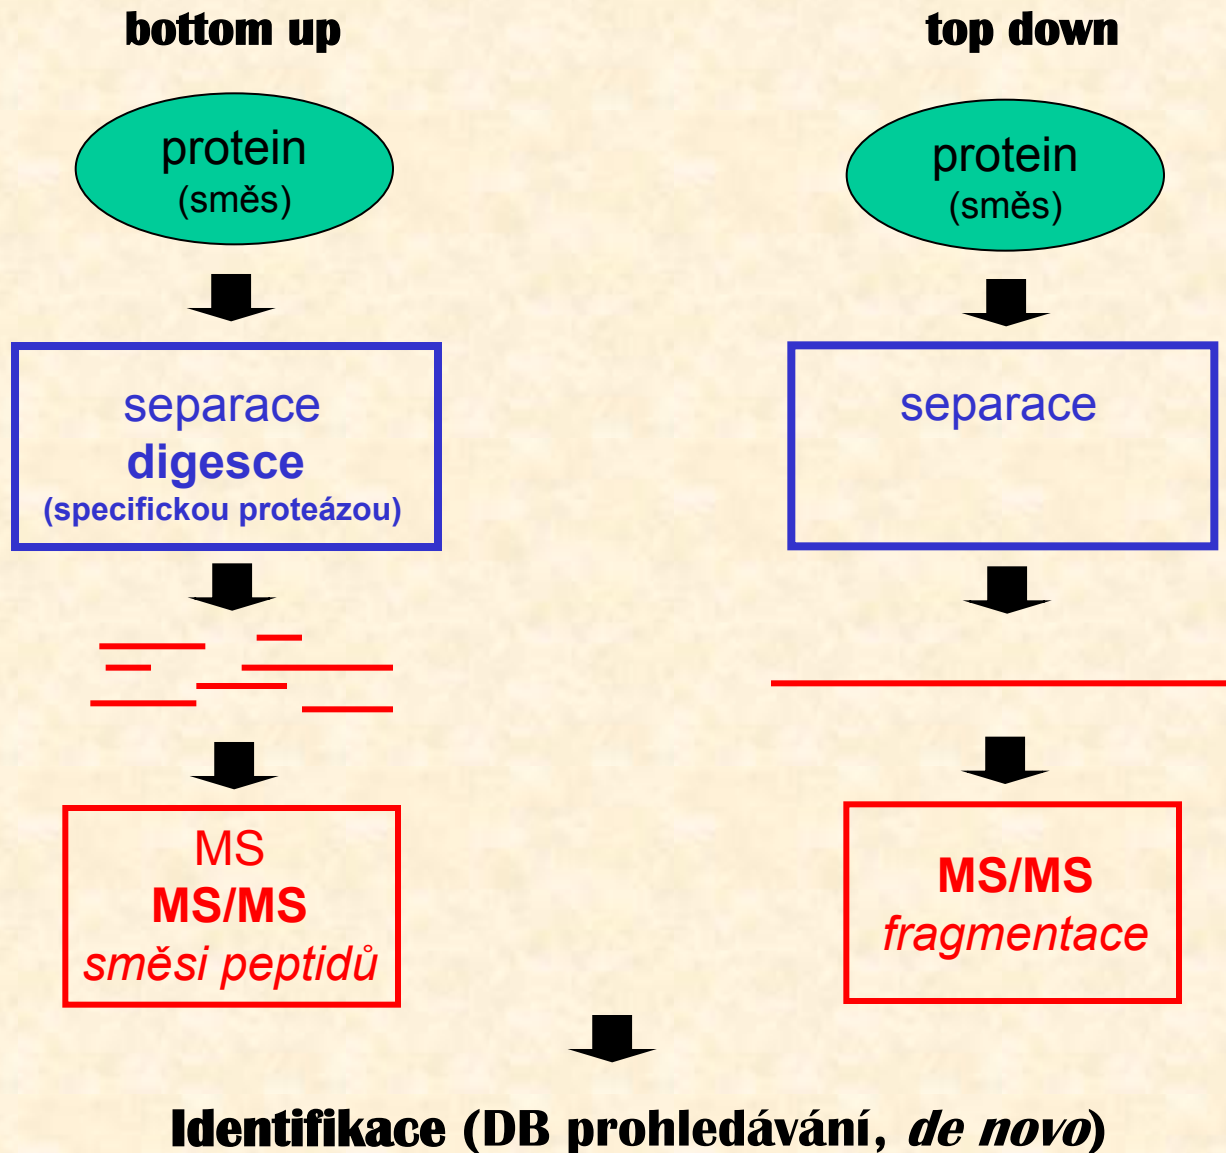 bottom up
protein
(směs)
separace
digesce
(specifickou proteázou)
MS
MS/MS
směsi peptidů
top down
protein
(směs)
separace
MS/MS
fragmentace
Identifikace (DB prohledávání, de novo)